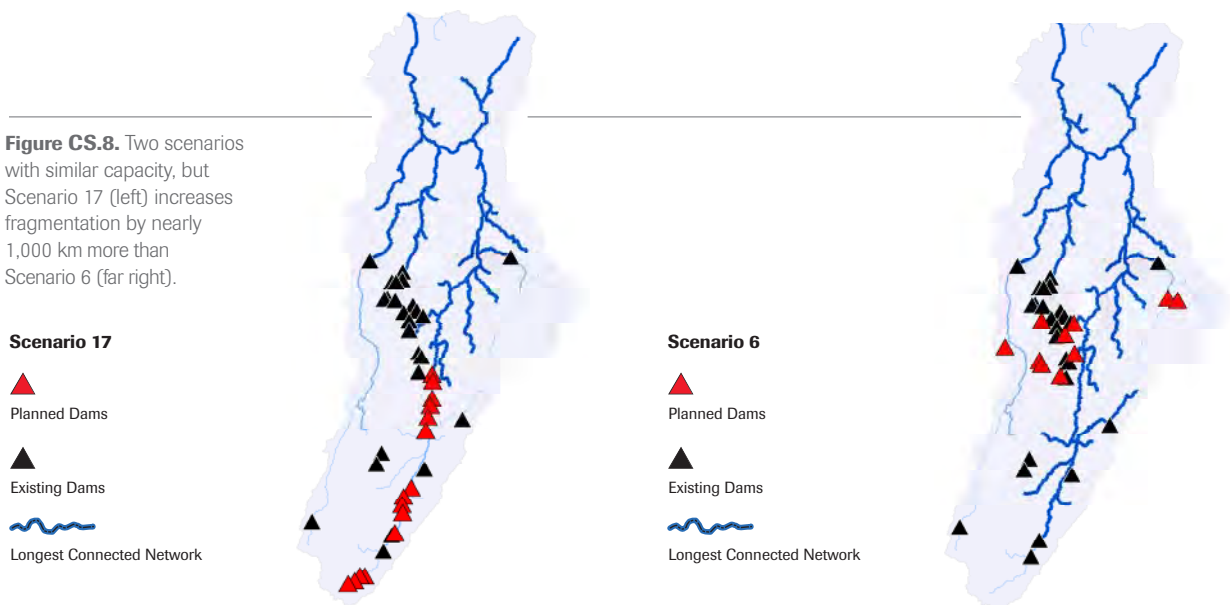 Figure CS.8. Two scenarios
with similar capacity, but
Scenario 17 (left) increases
fragmentation by nearly
1,000 km more than
Scenario 6 (far right).
Scenario 17
Planned Dams
Existing Dams
Longest Connected Network
Scenario 6
Planned Dams
Existing Dams
Longest Connected Network